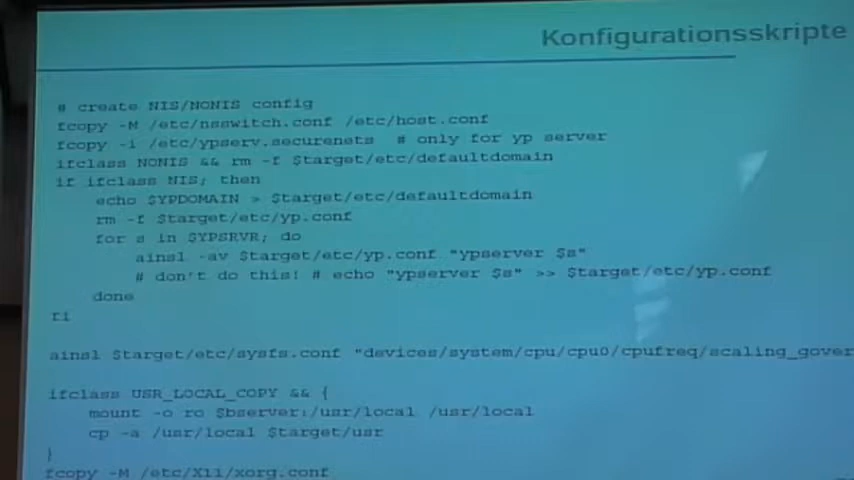 Konfigurationsskripte
# create NIS/NONIS config
fcopy -M /etc/nsswitch.conf /etc/host.conf
fcopy -i /etc/ypserv.securenets  # only for yp server
ifclass NONIS && rm -f $target/etc/defaultdomain
if ifclass NIS; then
echo $YPDOMAIN > $target/etc/defaultdomain
rm -f $target/etc/yp.conf
for s in $YPSRVR; do
ainsl -av $target/etc/yp.conf "ypserver $s"
# don't do this! # echo "ypserver $s" >> $target/etc/yp.conf
done
fi
ainsl $target/etc/sysfs.conf "devices/system/cpu/cpu0/cpufreq/scaling_gover
ifclass USR_LOCAL_COPY && {
mount -o ro $bserver:/usr/local /usr/local
cp -a /usr/local $target/usr
}
fcopy -M /etc/X11/xorg.conf